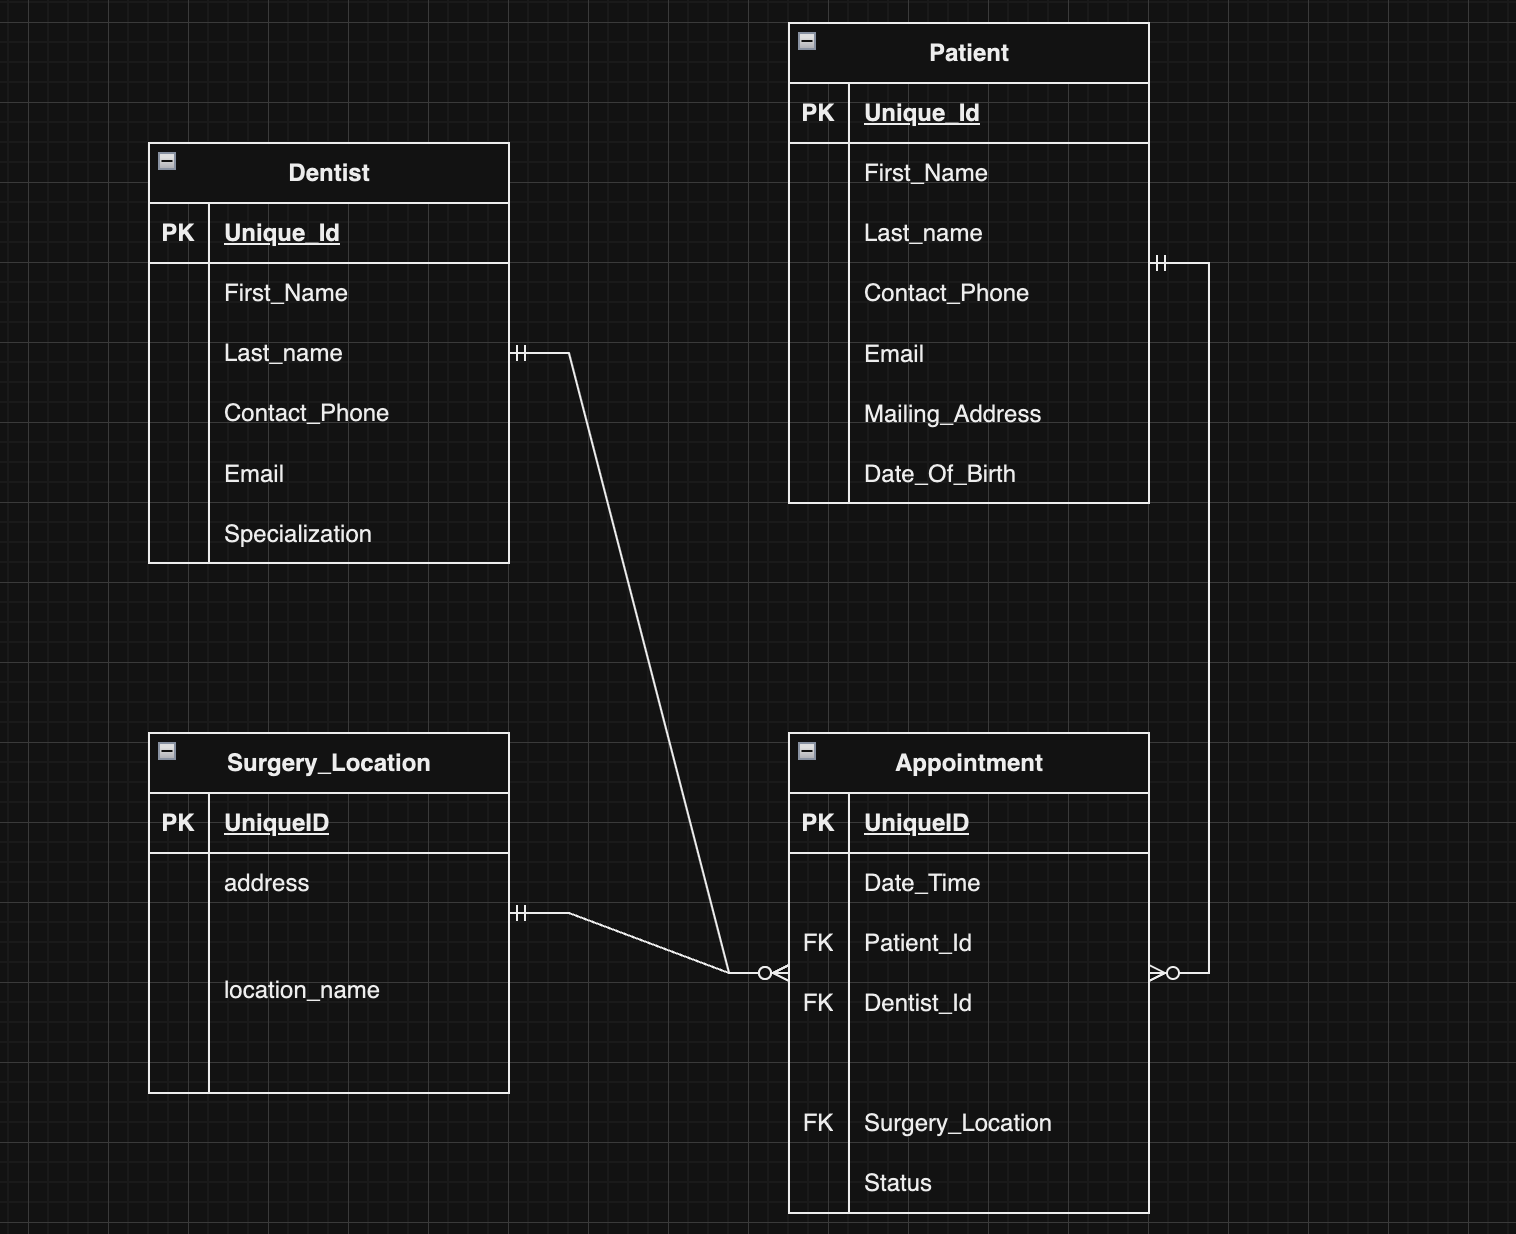 Patient
PK Unique_Id
First_Name
Last_name
Contact_Phone
Email
Mailing_Address
Date_Of_Birth
Dentist
PK Unique_Id
First_Name
Last_name
Contact_Phone
Email
Specialization
Surgery_Location
PK UniqueID
address
location_name
Appointment
PK UniqueID
Date_Time
FK Patient_Id
FK Dentist_Id
FK Surgery_Location
Status